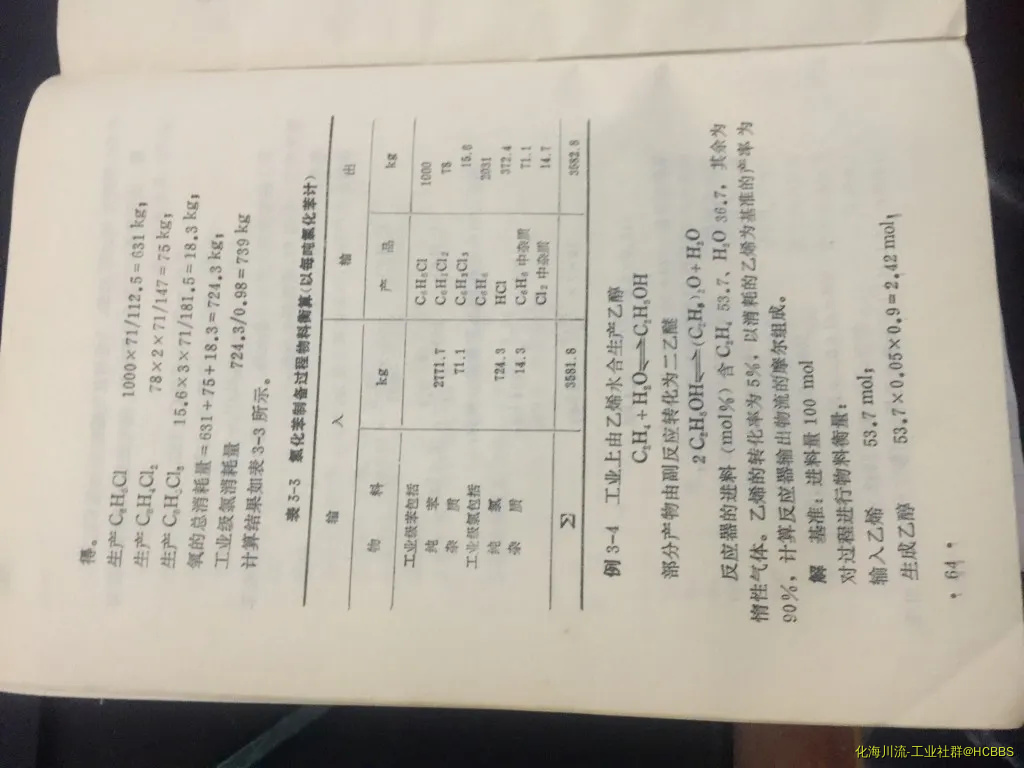 得。
生产 C₆H₅Cl 1000×71/112.5=631 kg;
生产 C₆H₄Cl₂ 78×2×71/147=75 kg;
生产 C₆H₃Cl₃ 15.6×3×71/181.5=18.3 kg;
氯的总消耗量=631+75+18.3=724.3 kg;
工业级氯消耗量 724.3/0.98=739 kg
计算结果如表 3-3 所示。
表 3-3 氯化苯制备过程物料衡算(以每吨氯化苯计)
输 入 输 出
物 料 kg 产 品 kg
工业级苯包括 C₆H₅Cl 1000
纯 苯 2771.7 C₆H₄Cl₂ 78
杂 质 71.1 C₆H₃Cl₃ 15.6
工业级氯包括 C₆H₆ 2031
纯 氯 724.3 HCl 372.4
杂 质 14.3 C₆H₆ 中杂质 71.1
Cl₂ 中杂质 14.7
Σ 3581.8 3582.8
例 3-4 工业上由乙烯水合生产乙醇
C₂H₄+H₂O⇌C₂H₅OH
部分产物由副反应转化为二乙醚
2 C₂H₅OH⇌(C₂H₅)₂O+H₂O
反应器的进料 (mol%) 含 C₂H₄ 53.7、H₂O 36.7, 其余为
惰性气体。乙烯的转化率为 5%, 以消耗的乙烯为基准的产率为
90%, 计算反应器输出物流的摩尔组成。
解 基准: 进料量 100 mol
对过程进行物料衡量:
输入乙烯 53.7 mol;
生成乙醇 53.7×0.05×0.9=2.42 mol;
· 64 ·
化海川流-工业社群@HCBBS